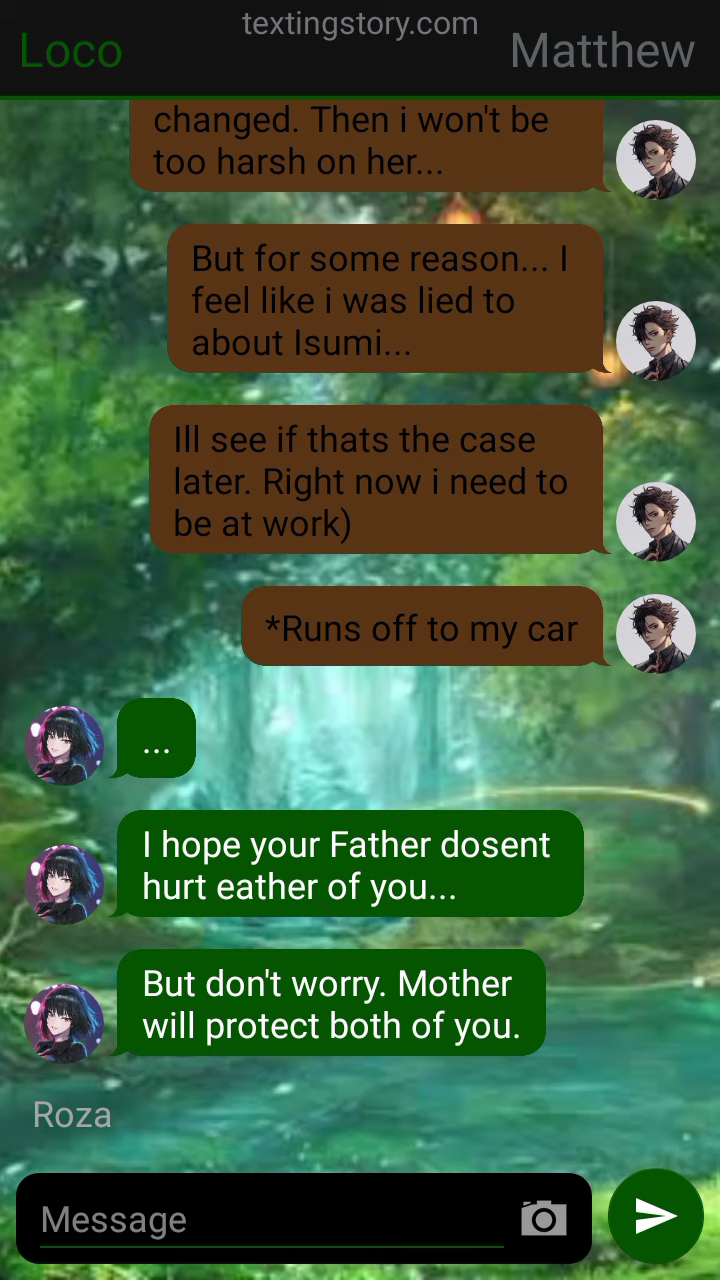 textingstory.com
Loco
Matthew
changed. Then i won't be
too harsh on her...
But for some reason... I
feel like i was lied to
about Isumi...
Ill see if thats the case
later. Right now i need to
be at work)
*Runs off to my car
...
I hope your Father dosent
hurt eather of you...
But don't worry. Mother
will protect both of you.
Roza
Message